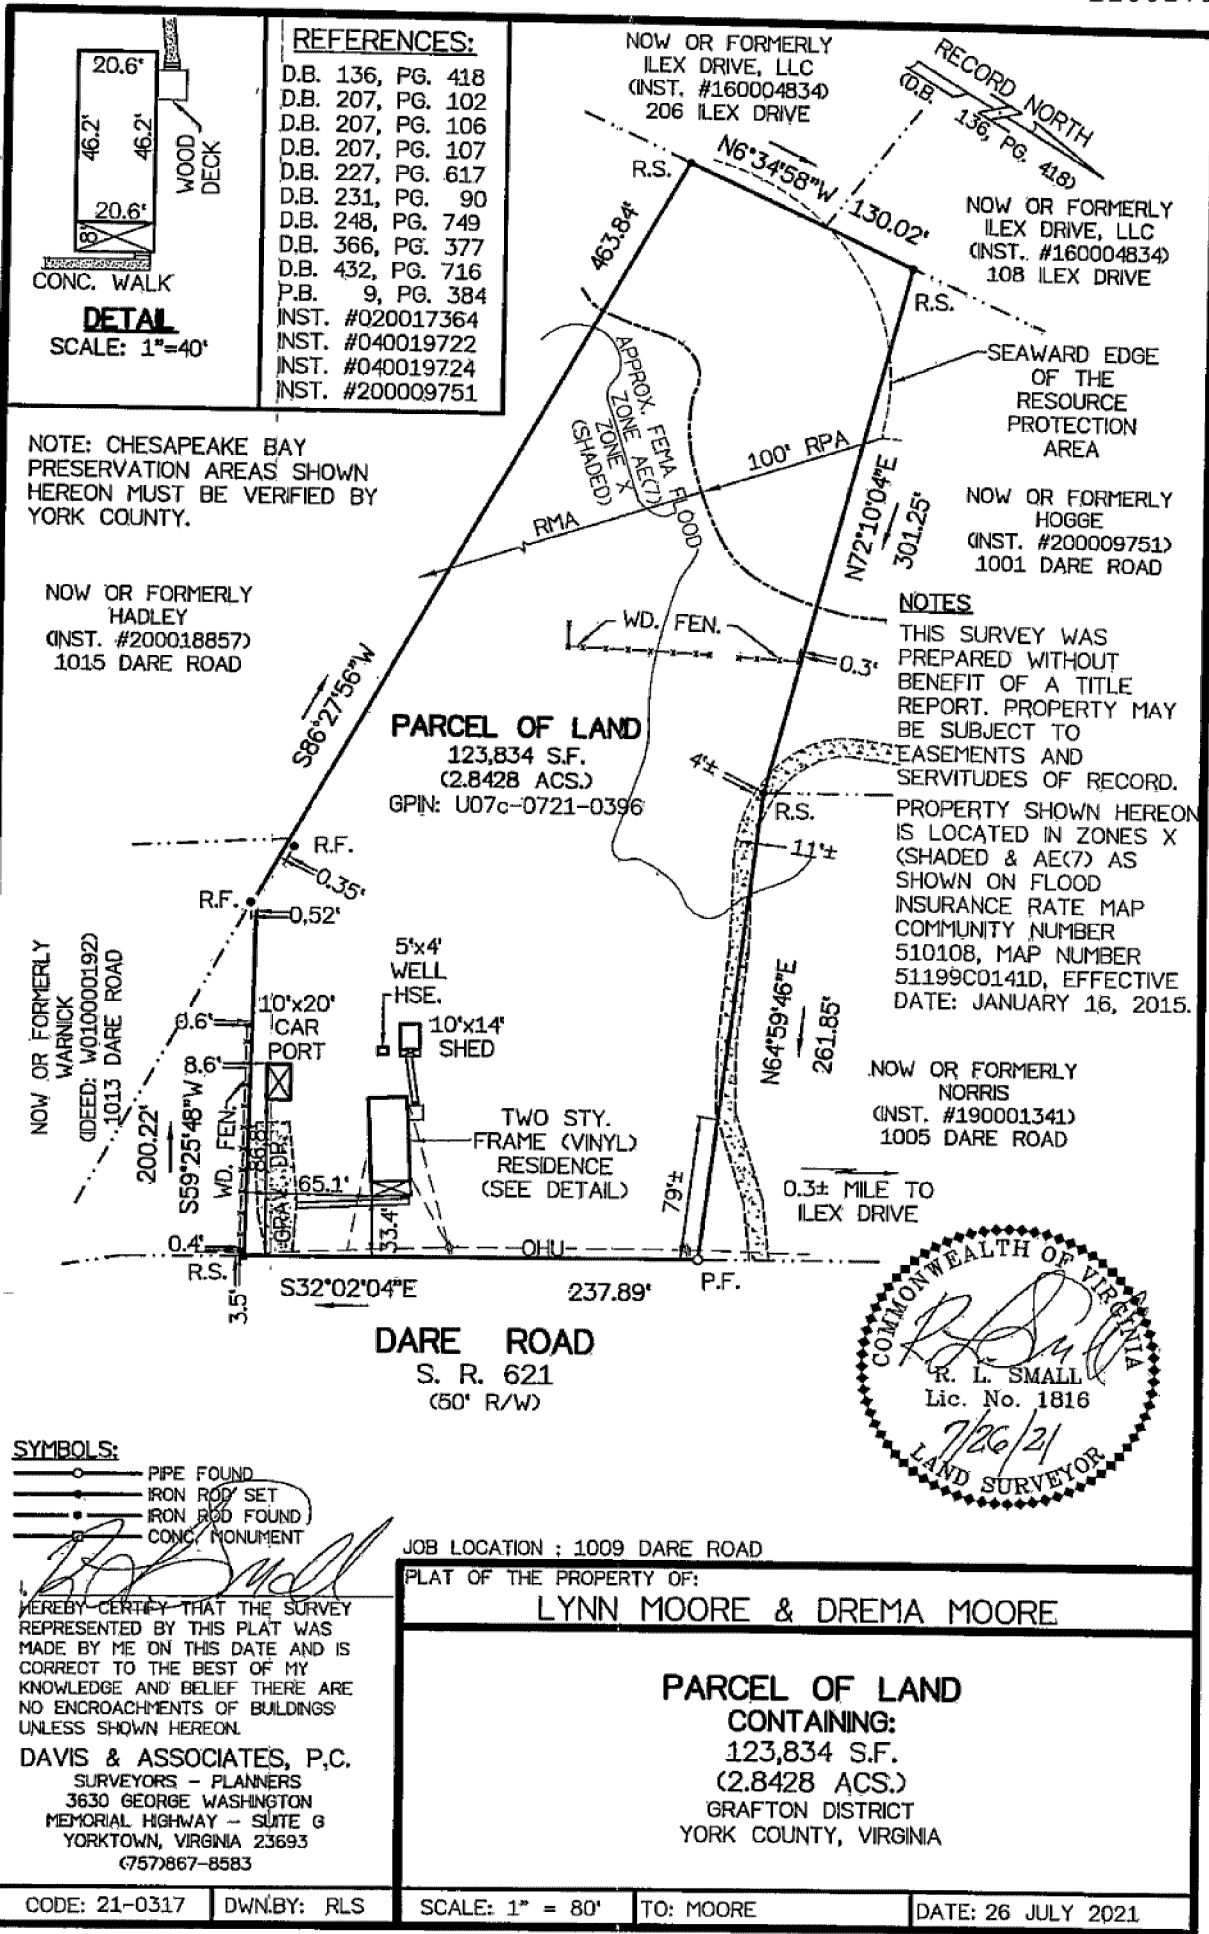 20.6'
46.2'
46.2'
WOOD
DECK
20.6'
8'
CONC. WALK
DETAIL
SCALE: 1"=40'
REFERENCES:
D.B. 136, PG. 418
D.B. 207, PG. 102
D.B. 207, PG. 106
D.B. 207, PG. 107
D.B. 227, PG. 617
D.B. 231, PG. 90
D.B. 248, PG. 749
D.B. 366, PG. 377
D.B. 432, PG. 716
P.B. 9, PG. 384
INST. #020017364
INST. #040019722
INST. #040019724
INST. #200009751
NOW OR FORMERLY
ILEX DRIVE, LLC
(INST. #160004834)
206 ILEX DRIVE
RECORD NORTH
(D.B. 136, PG. 418)
R.S.
N6°34'58"W
130.02'
463.84'
NOW OR FORMERLY
ILEX DRIVE, LLC
(INST. #160004834)
108 ILEX DRIVE
R.S.
SEAWARD EDGE
OF THE
RESOURCE
PROTECTION
AREA
APPROX. FEMA FLOOD
ZONE AE(7)
ZONE X
(SHADED)
100' RPA
RMA
N72°10'04"E
301.25'
NOTE: CHESAPEAKE BAY
PRESERVATION AREAS SHOWN
HEREON MUST BE VERIFIED BY
YORK COUNTY.
NOW OR FORMERLY
HOGGE
(INST. #200009751)
1001 DARE ROAD
NOW OR FORMERLY
HADLEY
(INST. #200018857)
1015 DARE ROAD
WD. FEN.
0.3'
NOTES
THIS SURVEY WAS
PREPARED WITHOUT
BENEFIT OF A TITLE
REPORT. PROPERTY MAY
BE SUBJECT TO
EASEMENTS AND
SERVITUDES OF RECORD.
PROPERTY SHOWN HEREON
IS LOCATED IN ZONES X
(SHADED & AE(7) AS
SHOWN ON FLOOD
INSURANCE RATE MAP
COMMUNITY NUMBER
510108, MAP NUMBER
51199C0141D, EFFECTIVE
DATE: JANUARY 16, 2015.
S86°27'56"W
PARCEL OF LAND
123,834 S.F.
(2.8428 ACS.)
GPIN: U07c-0721-0396
4'±
R.S.
11'±
R.F.
0.35'
R.F.
0.52'
NOW OR FORMERLY
WARNICK
(DEED: W010000192)
1013 DARE ROAD
5'x4'
WELL
HSE.
10'x20'
CAR
PORT
0.6'
8.6'
10'x14'
SHED
N64°59'46"E
261.85'
NOW OR FORMERLY
NORRIS
(INST. #190001341)
1005 DARE ROAD
200.22'
S59°25'48"W
WD. FEN.
86.8'
GRAV. DR.
65.1'
33.4'
TWO STY.
FRAME (VINYL)
RESIDENCE
(SEE DETAIL)
79'±
0.3± MILE TO
ILEX DRIVE
0.4'
R.S.
3.5'
OHU
P.F.
S32°02'04"E
237.89'
DARE ROAD
S. R. 621
(50' R/W)
COMMONWEALTH OF VIRGINIA
R. L. SMALL
Lic. No. 1816
7/26/21
LAND SURVEYOR
SYMBOLS:
PIPE FOUND
IRON ROD SET
IRON ROD FOUND
CONC. MONUMENT
I,
HEREBY CERTIFY THAT THE SURVEY
REPRESENTED BY THIS PLAT WAS
MADE BY ME ON THIS DATE AND IS
CORRECT TO THE BEST OF MY
KNOWLEDGE AND BELIEF THERE ARE
NO ENCROACHMENTS OF BUILDINGS
UNLESS SHOWN HEREON.
DAVIS & ASSOCIATES, P.C.
SURVEYORS - PLANNERS
3630 GEORGE WASHINGTON
MEMORIAL HIGHWAY - SUITE G
YORKTOWN, VIRGINIA 23693
(757)867-8583
JOB LOCATION : 1009 DARE ROAD
PLAT OF THE PROPERTY OF:
LYNN MOORE & DREMA MOORE
PARCEL OF LAND
CONTAINING:
123,834 S.F.
(2.8428 ACS.)
GRAFTON DISTRICT
YORK COUNTY, VIRGINIA
CODE: 21-0317
DWN.BY: RLS
SCALE: 1" = 80'
TO: MOORE
DATE: 26 JULY 2021